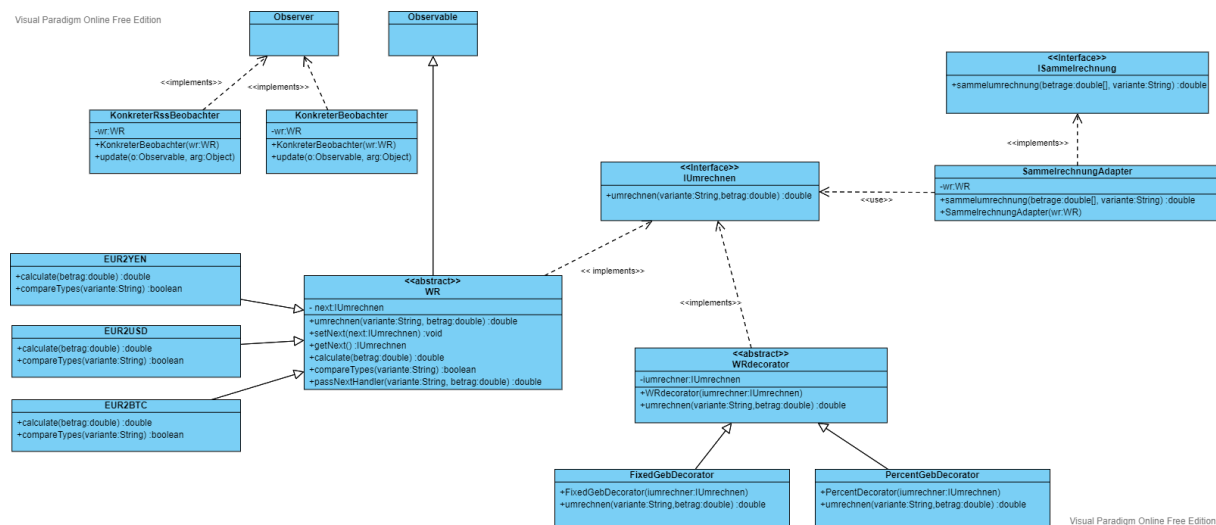 Visual Paradigm Online Free Edition
Observer
Observable
<<implements>>
<<implements>>
KonkreterRssBeobachter
-wr:WR
+KonkreterBeobachter(wr:WR)
+update(o:Observable, arg:Object)
KonkreterBeobachter
-wr:WR
+KonkreterBeobachter(wr:WR)
+update(o:Observable, arg:Object)
<<Interface>>
ISammelrechnung
+sammelumrechnung(betrage:double[], variante:String) :double
<<implements>>
<<Interface>>
IUmrechnen
+umrechnen(variante:String,betrag:double) :double
<<use>>
SammelrechnungAdapter
-wr:WR
+sammelumrechnung(betrage:double[], variante:String) :double
+SammelrechnungAdapter(wr:WR)
EUR2YEN
+calculate(betrag:double) :double
+compareTypes(variante:String) :boolean
EUR2USD
+calculate(betrag:double) :double
+compareTypes(variante:String) :boolean
EUR2BTC
+calculate(betrag:double) :double
+compareTypes(variante:String) :boolean
<<abstract>>
WR
- next:IUmrechnen
+umrechnen(variante:String, betrag:double) :double
+setNext(next:IUmrechnen) :void
+getNext() :IUmrechnen
+calculate(betrag:double) :double
+compareTypes(variante:String) :boolean
+passNextHandler(variante:String, betrag:double) :double
<< implements>>
<<implements>>
<<abstract>>
WRdecorator
-iumrechner:IUmrechnen
+WRdecorator(iumrechner:IUmrechnen)
+umrechnen(variante:String,betrag:double) :double
FixedGebDecorator
+FixedGebDecorator(iumrechner:IUmrechnen)
+umrechnen(variante:String,betrag:double) :double
PercentGebDecorator
+PercentDecorator(iumrechner:IUmrechnen)
+umrechnen(variante:String,betrag:double) :double
Visual Paradigm Online Free Edition